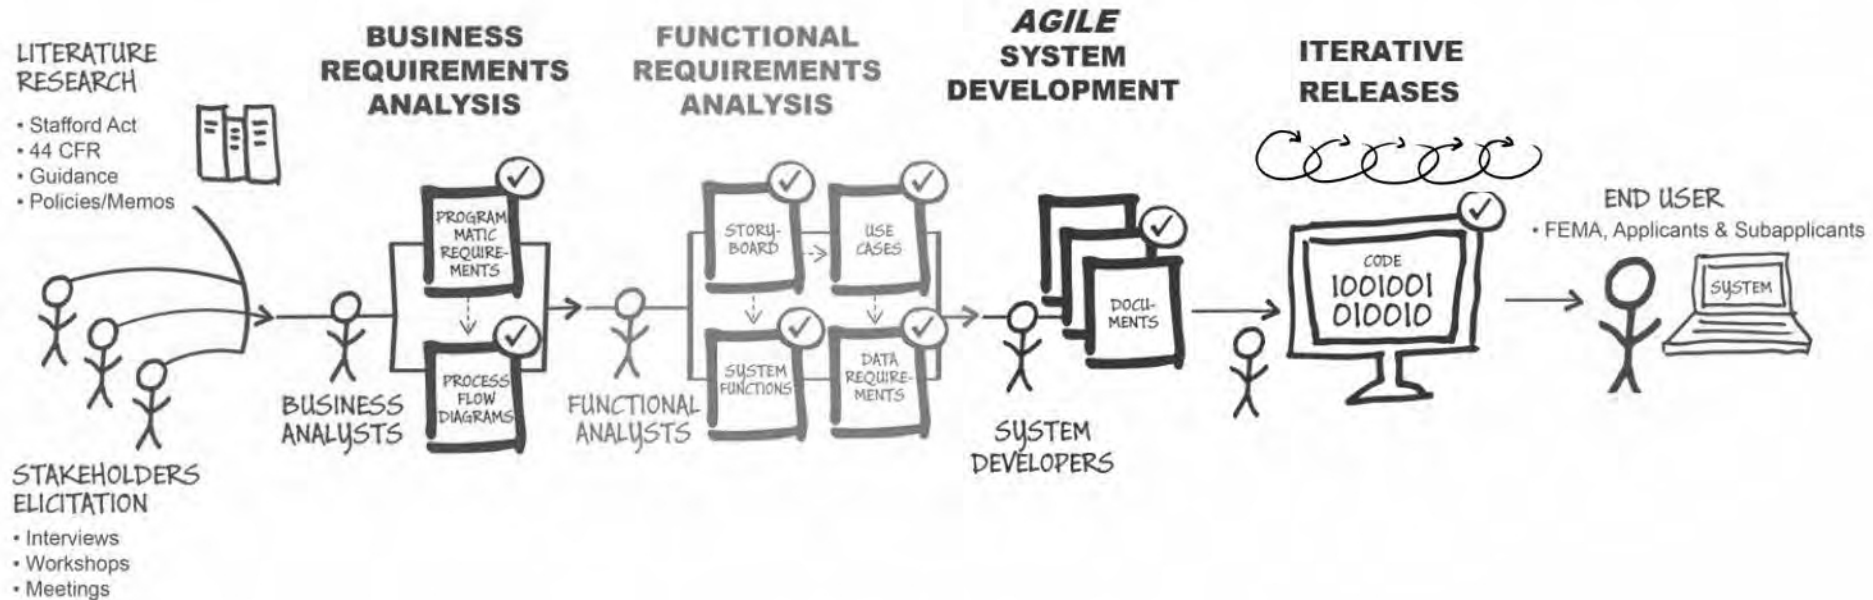 LITERATURE
RESEARCH
• Stafford Act
• 44 CFR
• Guidance
• Policies/Memos
STAKEHOLDERS
ELICITATION
• Interviews
• Workshops
• Meetings
BUSINESS
REQUIREMENTS
ANALYSIS
PROGRAM
MATIC
REQUIRE-
MENTS
PROCESS
FLOW
DIAGRAMS
BUSINESS
ANALYSTS
FUNCTIONAL
REQUIREMENTS
ANALYSIS
STORY-
BOARD
USE
CASES
SYSTEM
FUNCTIONS
DATA
REQUIRE-
MENTS
FUNCTIONAL
ANALYSTS
AGILE
SYSTEM
DEVELOPMENT
DOCU-
MENTS
SYSTEM
DEVELOPERS
ITERATIVE
RELEASES
CODE
1001001
010010
END USER
• FEMA, Applicants & Subapplicants
SYSTEM